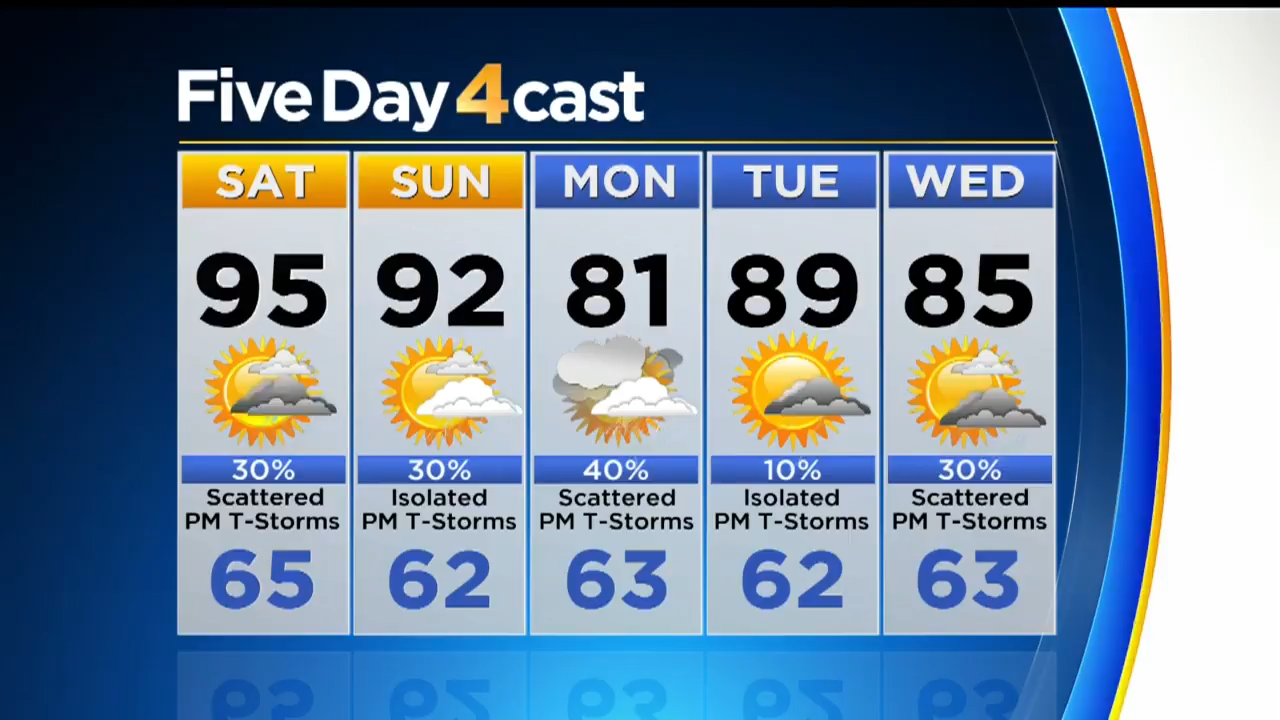 Five Day 4cast
SAT SUN MON TUE WED
95 92 81 89 85
30% 30% 40% 10% 30%
Scattered Isolated Scattered Isolated Scattered
PM T-Storms PM T-Storms PM T-Storms PM T-Storms PM T-Storms
65 62 63 62 63